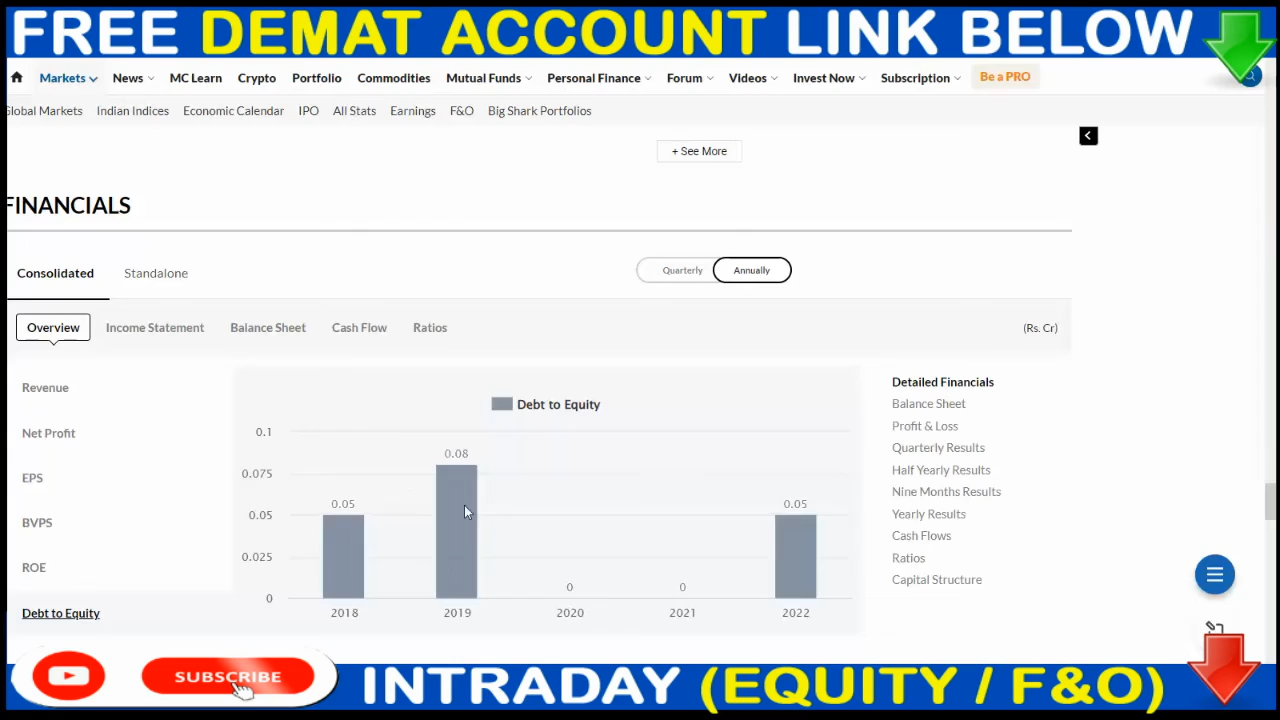 FREE DEMAT ACCOUNT LINK BELOW
Markets News MC Learn Crypto Portfolio Commodities Mutual Funds Personal Finance Forum Videos Invest Now Subscription Be a PRO
Global Markets Indian Indices Economic Calendar IPO All Stats Earnings F&O Big Shark Portfolios
+ See More
FINANCIALS
Consolidated Standalone Quarterly Annually
Overview Income Statement Balance Sheet Cash Flow Ratios (Rs. Cr)
Revenue
Net Profit
EPS
BVPS
ROE
Debt to Equity
Debt to Equity
0.1
0.075
0.05
0.025
0
0.05
0.08
0
0
0.05
2018 2019 2020 2021 2022
Detailed Financials
Balance Sheet
Profit & Loss
Quarterly Results
Half Yearly Results
Nine Months Results
Yearly Results
Cash Flows
Ratios
Capital Structure
SUBSCRIBE
INTRADAY (EQUITY / F&O)